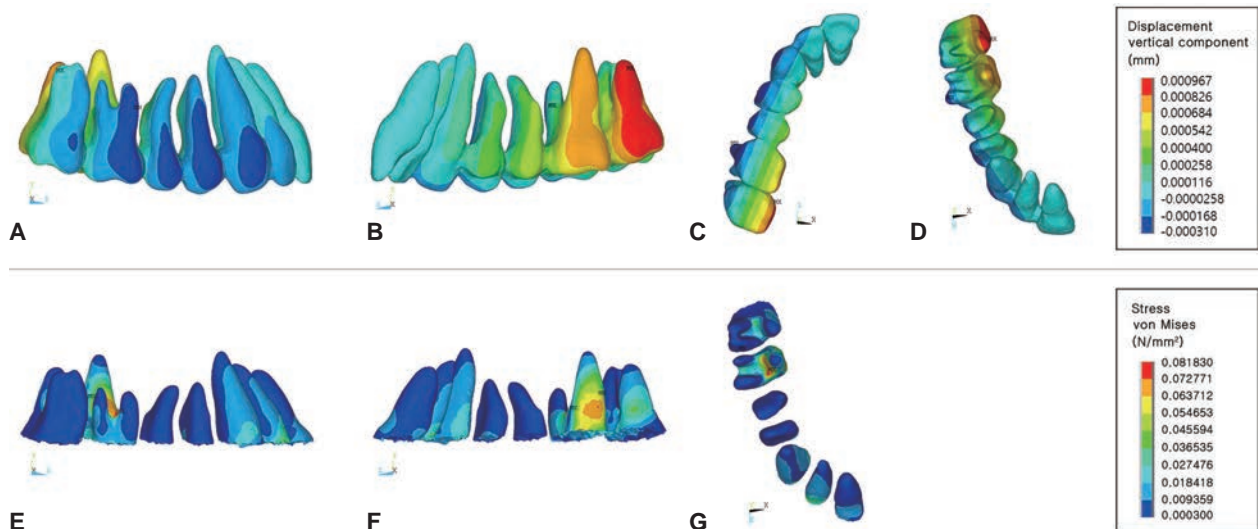 A
B
C
D
Displacement
vertical component
(mm)
0.000967
0.000826
0.000684
0.000542
0.000400
0.000258
0.000116
-0.0000258
-0.000168
-0.000310
E
F
G
Stress
von Mises
(N/mm²)
0.081830
0.072771
0.063712
0.054653
0.045594
0.036535
0.027476
0.018418
0.009359
0,000300